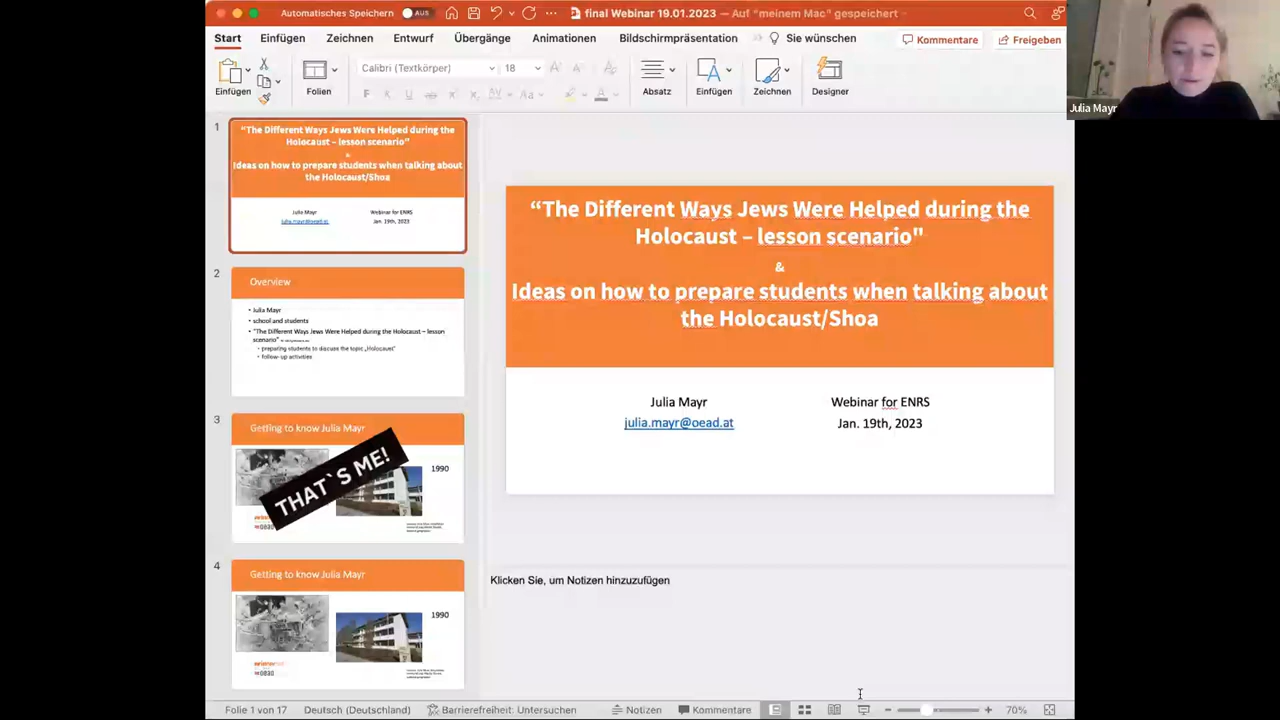 Automatisches Speichern AUS
final Webinar 19.01.2023 — Auf "meinem Mac" gespeichert
Start Einfügen Zeichnen Entwurf Übergänge Animationen Bildschirmpräsentation Sie wünschen Kommentare Freigeben
Calibri (Textkörper) 18
Einfügen Folien F K U Aa A Absatz Einfügen Zeichnen Designer
Julia Mayr
1
"The Different Ways Jews Were Helped during the
Holocaust – lesson scenario"
&
Ideas on how to prepare students when talking about
the Holocaust/Shoa
Julia Mayr Webinar for ENRS
julia.mayr@oead.at Jan. 19th, 2023
2
Overview
• Julia Mayr
• school and students
• "The Different Ways Jews Were Helped during the Holocaust – lesson
scenario"
• preparing students to discuss the topic „Holocaust"
• follow-up activities
3
Getting to know Julia Mayr
THAT`S ME!
1990
4
Getting to know Julia Mayr
1990
“The Different Ways Jews Were Helped during the
Holocaust – lesson scenario"
&
Ideas on how to prepare students when talking about
the Holocaust/Shoa
Julia Mayr Webinar for ENRS
julia.mayr@oead.at Jan. 19th, 2023
Klicken Sie, um Notizen hinzuzufügen
Folie 1 von 17 Deutsch (Deutschland) Barrierefreiheit: Untersuchen Notizen Kommentare 70%